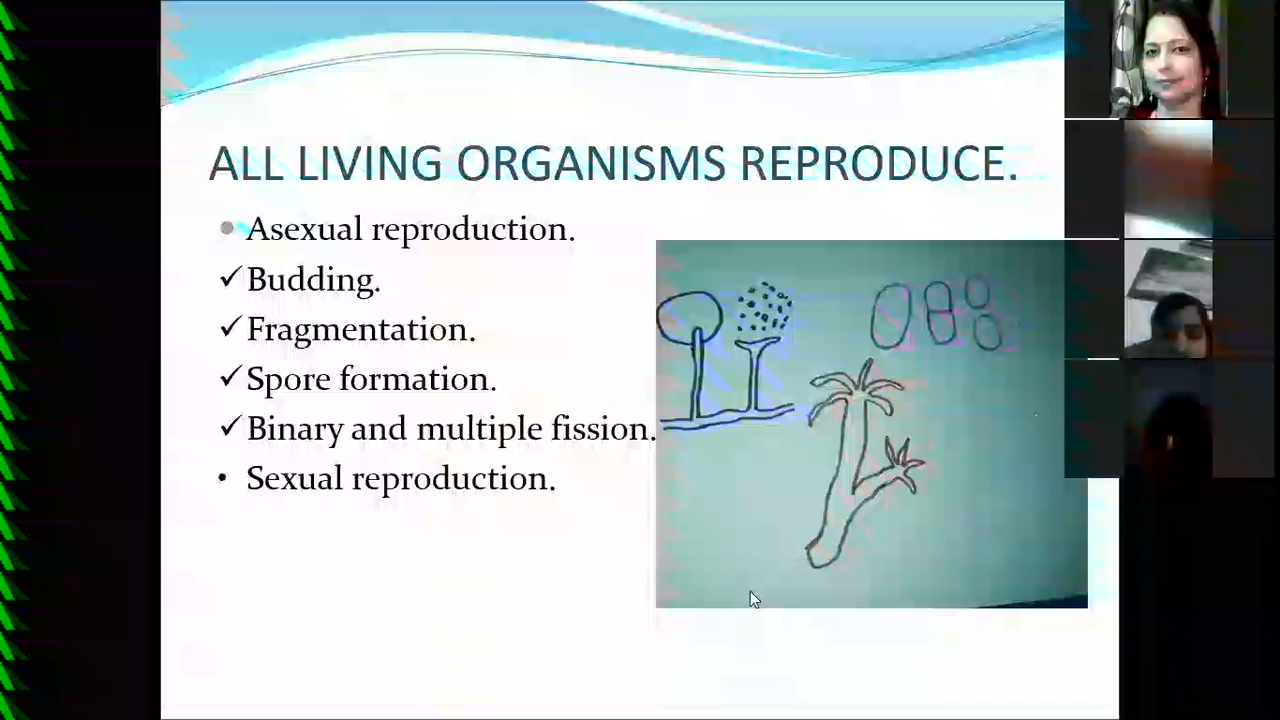 ALL LIVING ORGANISMS REPRODUCE.
Asexual reproduction.
Budding.
Fragmentation.
Spore formation.
Binary and multiple fission.
Sexual reproduction.